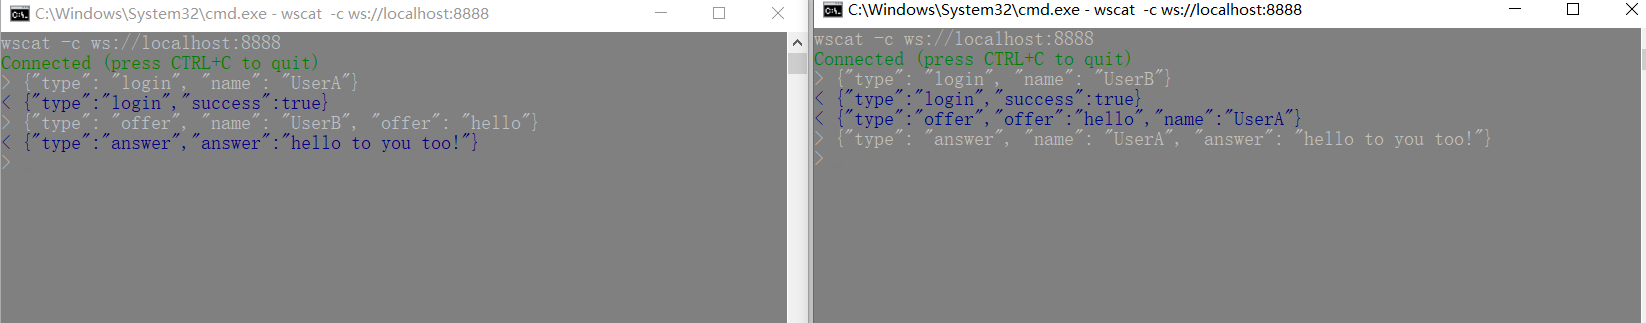 C:\Windows\System32\cmd.exe - wscat  -c ws://localhost:8888
wscat -c ws://localhost:8888
Connected (press CTRL+C to quit)
> {"type": "login", "name": "UserA"}
< {"type":"login","success":true}
> {"type": "offer", "name": "UserB", "offer": "hello"}
< {"type":"answer","answer":"hello to you too!"}
>
C:\Windows\System32\cmd.exe - wscat  -c ws://localhost:8888
wscat -c ws://localhost:8888
Connected (press CTRL+C to quit)
> {"type": "login", "name": "UserB"}
< {"type":"login","success":true}
< {"type":"offer","offer":"hello","name":"UserA"}
> {"type": "answer", "name": "UserA", "answer": "hello to you too!"}
>